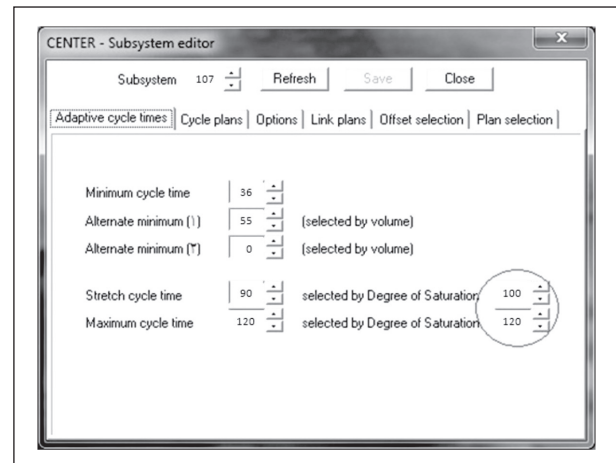 CENTER - Subsystem editor
Subsystem 107 Refresh Save Close
Adaptive cycle times Cycle plans Options Link plans Offset selection Plan selection
Minimum cycle time 36
Alternate minimum (۱) 55 (selected by volume)
Alternate minimum (۲) 0 (selected by volume)
Stretch cycle time 90 selected by Degree of Saturation 100
Maximum cycle time 120 selected by Degree of Saturation 120